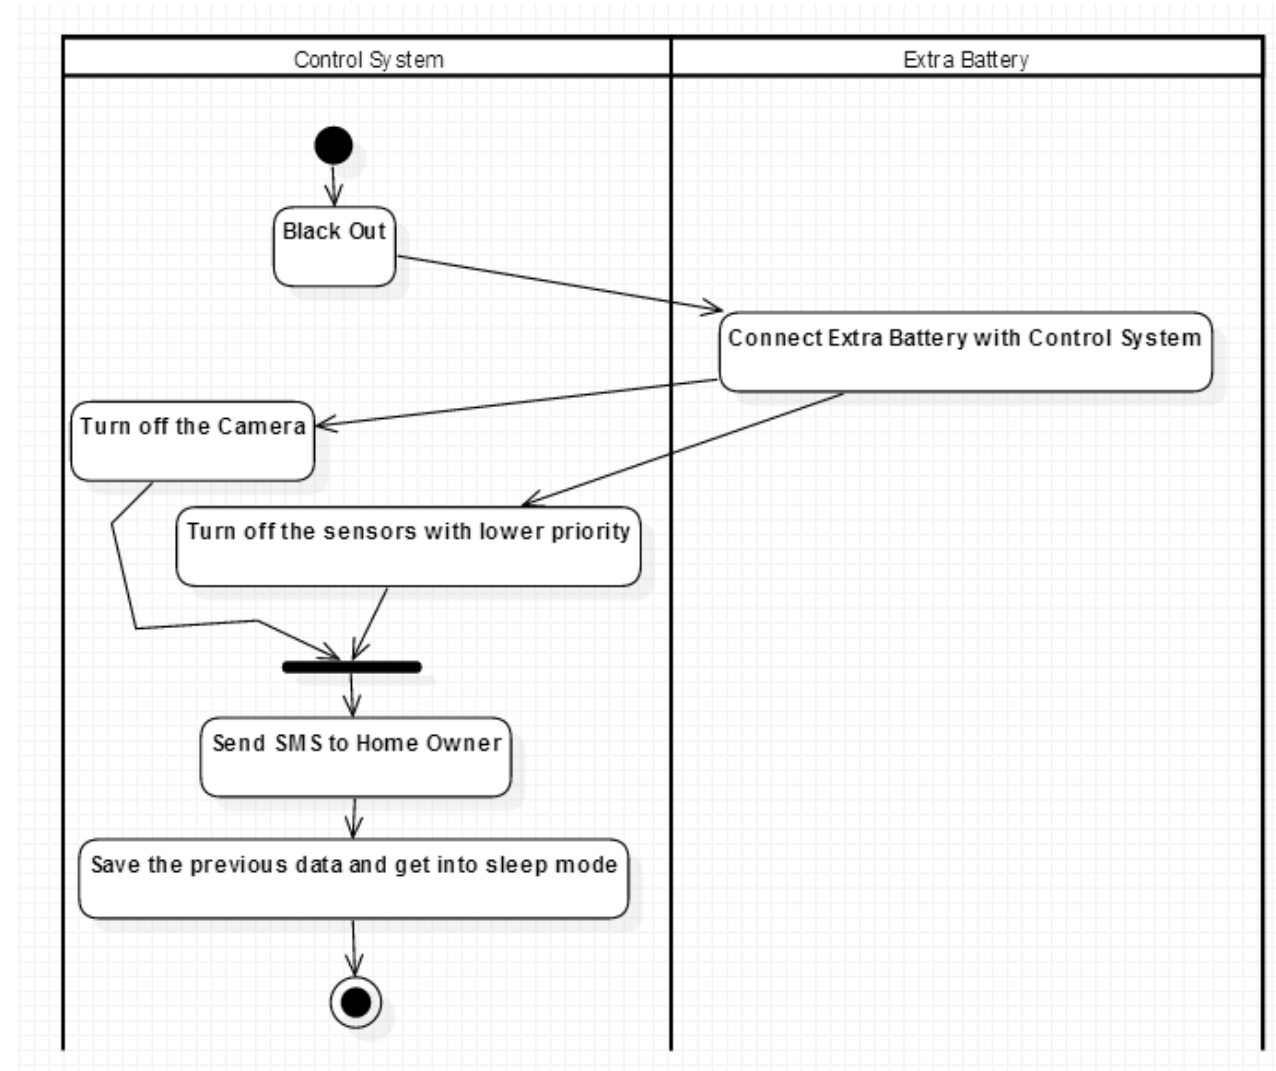 Control System
Extra Battery
Black Out
Connect Extra Battery with Control System
Turn off the Camera
Turn off the sensors with lower priority
Send SMS to Home Owner
Save the previous data and get into sleep mode